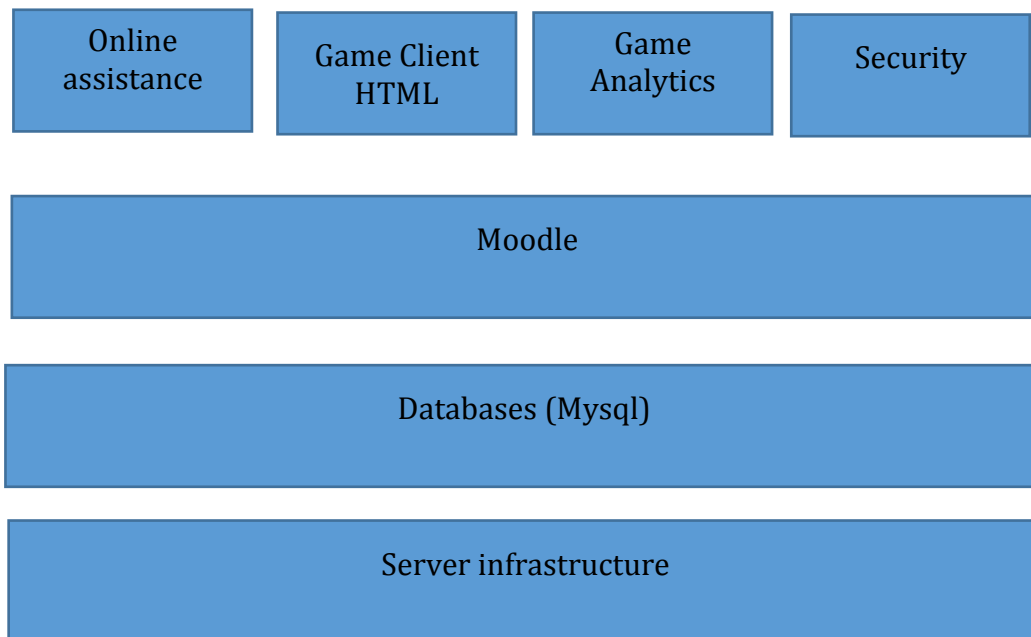 Online
assistance
Game Client
HTML
Game
Analytics
Security
Moodle
Databases (Mysql)
Server infrastructure